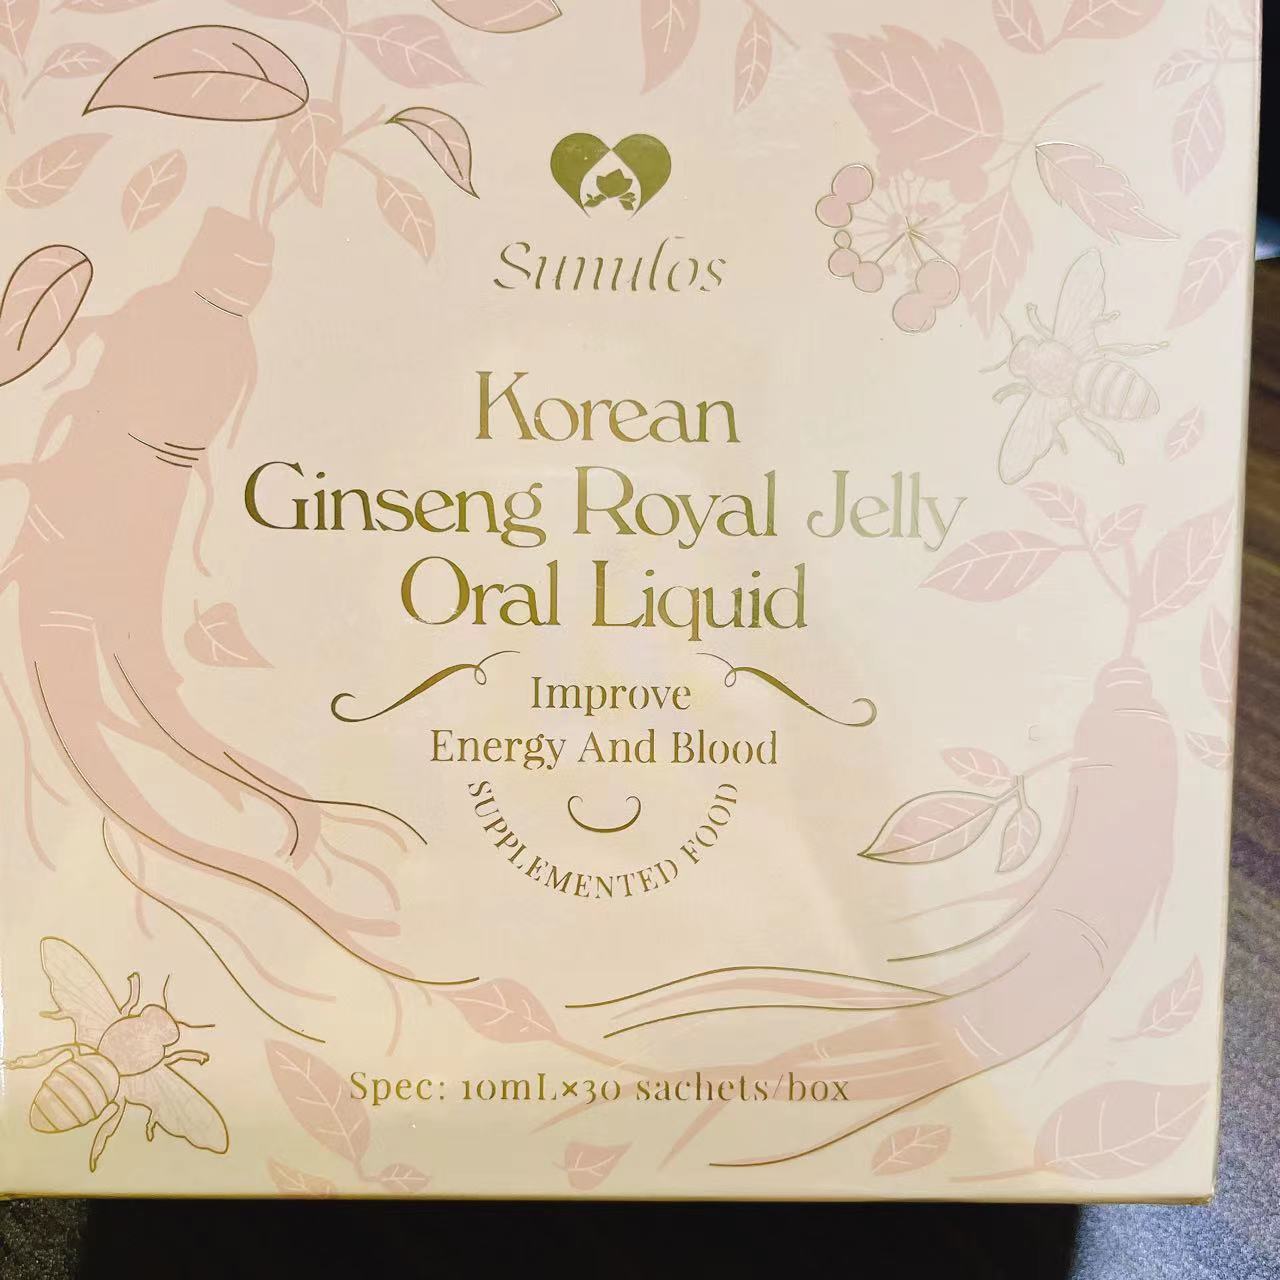 Sunulos
Korean
Ginseng Royal Jelly
Oral Liquid
Improve
Energy And Blood
SUPPLEMENTED FOOD
Spec: 10mL×30 sachets/box